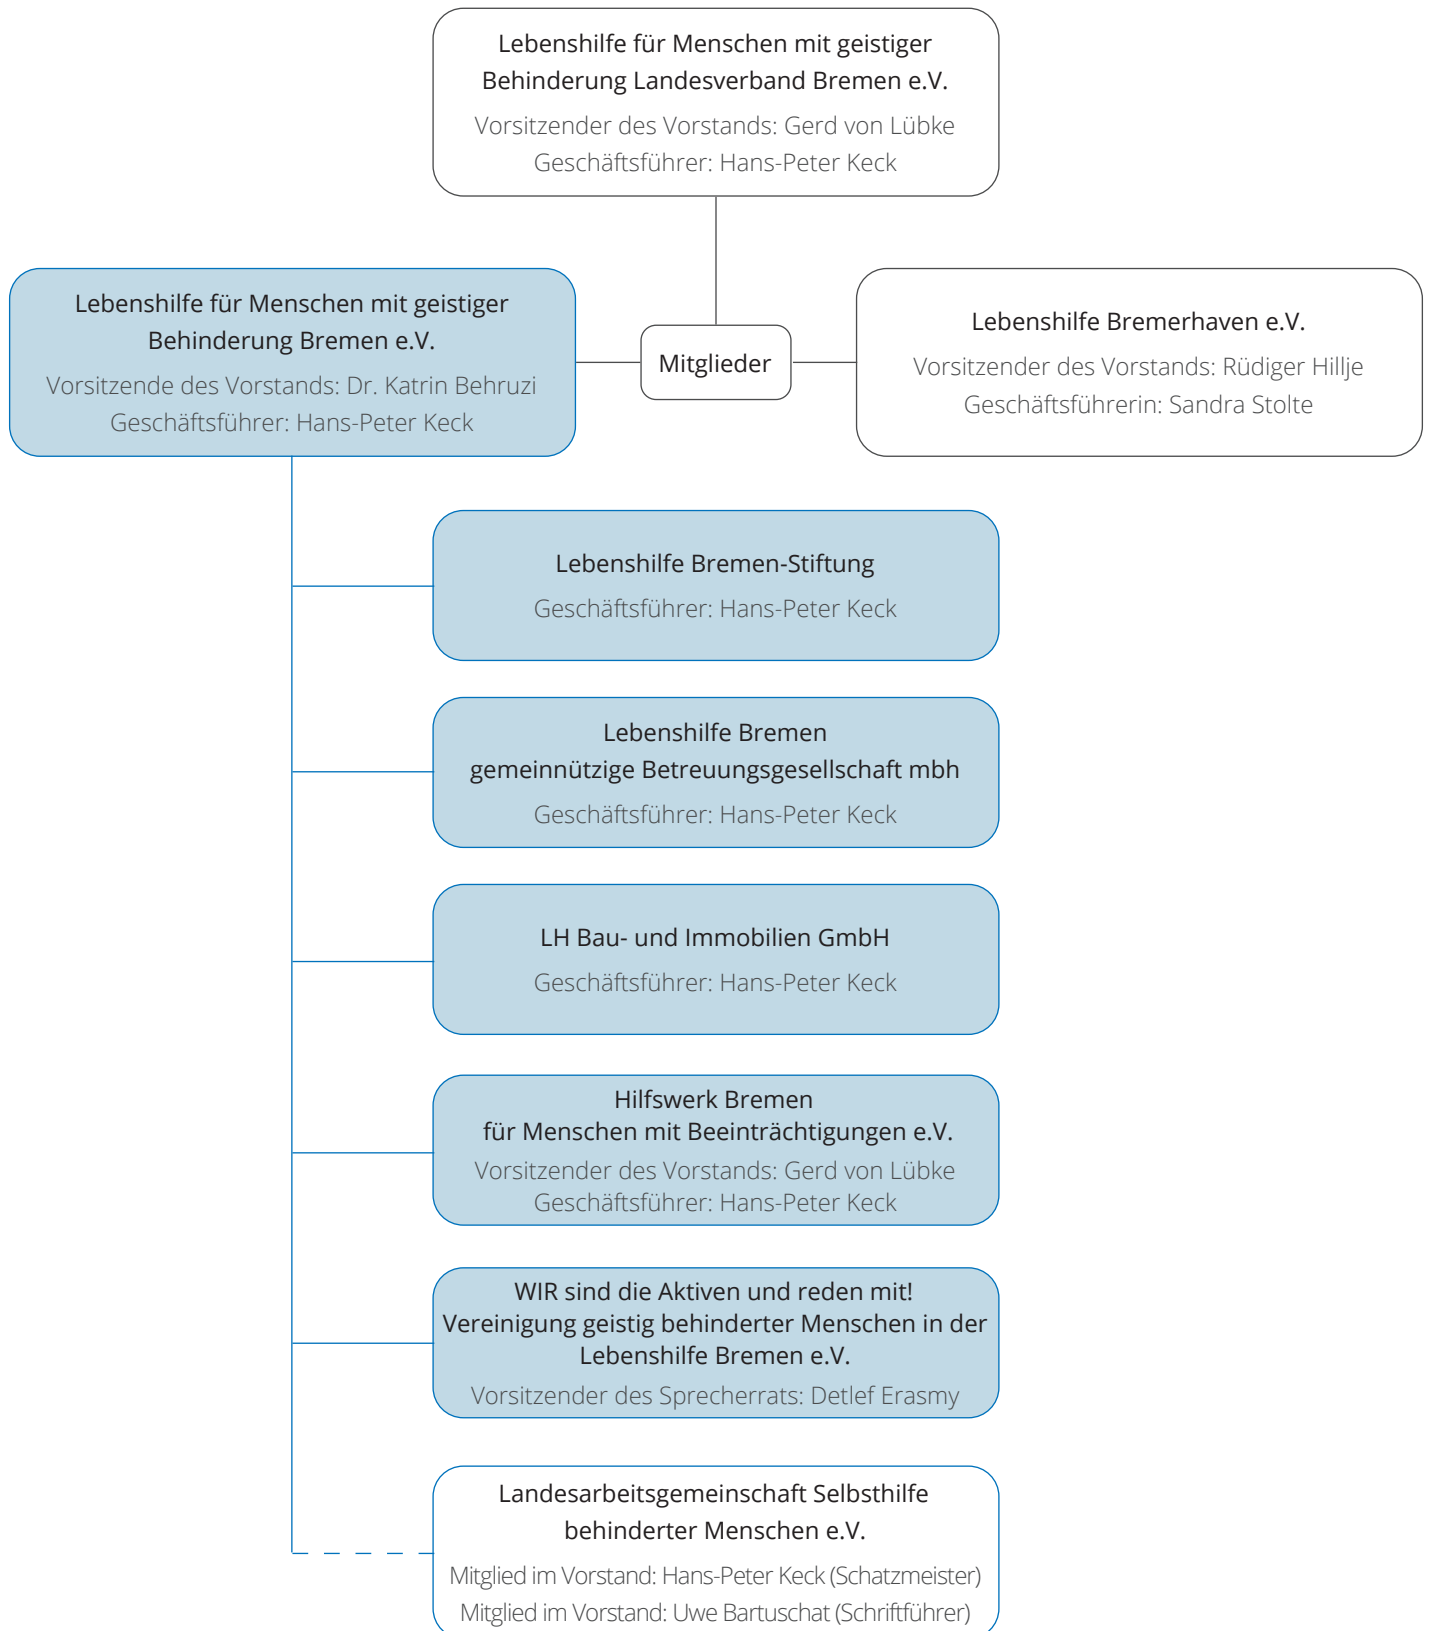 Lebenshilfe für Menschen mit geistiger
Behinderung Landesverband Bremen e.V.
Vorsitzender des Vorstands: Gerd von Lübke
Geschäftsführer: Hans-Peter Keck
Lebenshilfe für Menschen mit geistiger
Behinderung Bremen e.V.
Vorsitzende des Vorstands: Dr. Katrin Behruzi
Geschäftsführer: Hans-Peter Keck
Mitglieder
Lebenshilfe Bremerhaven e.V.
Vorsitzender des Vorstands: Rüdiger Hillje
Geschäftsführerin: Sandra Stolte
Lebenshilfe Bremen-Stiftung
Geschäftsführer: Hans-Peter Keck
Lebenshilfe Bremen
gemeinnützige Betreuungsgesellschaft mbh
Geschäftsführer: Hans-Peter Keck
LH Bau- und Immobilien GmbH
Geschäftsführer: Hans-Peter Keck
Hilfswerk Bremen
für Menschen mit Beeinträchtigungen e.V.
Vorsitzender des Vorstands: Gerd von Lübke
Geschäftsführer: Hans-Peter Keck
WIR sind die Aktiven und reden mit!
Vereinigung geistig behinderter Menschen in der
Lebenshilfe Bremen e.V.
Vorsitzender des Sprecherrats: Detlef Erasmy
Landesarbeitsgemeinschaft Selbsthilfe
behinderter Menschen e.V.
Mitglied im Vorstand: Hans-Peter Keck (Schatzmeister)
Mitglied im Vorstand: Uwe Bartuschat (Schriftführer)